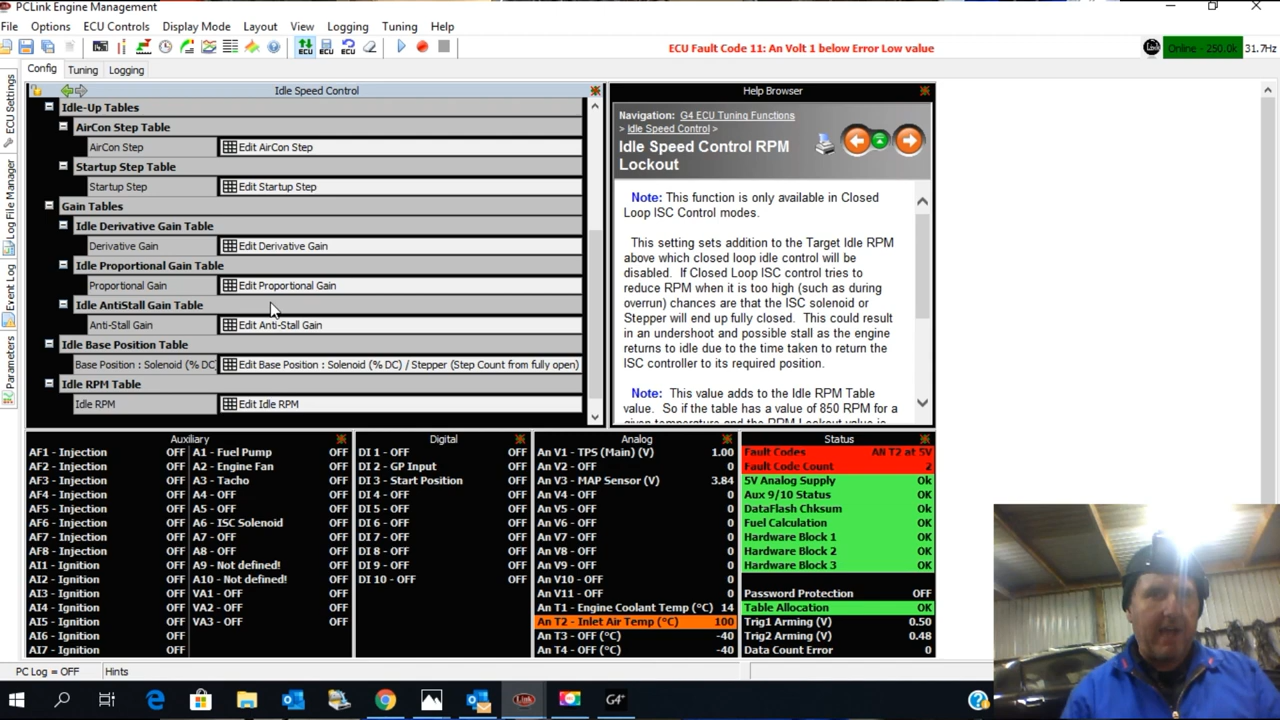 PCLink Engine Management
File Options ECU Controls Display Mode Layout View Logging Tuning Help
ECU ECU ECU
ECU Fault Code 11: An Volt 1 below Error Low value
Link
Online - 250.0k
31.7Hz
Config Tuning Logging
ECU Settings
Log File Manager
Event Log
Parameters
Idle Speed Control
Idle-Up Tables
AirCon Step Table
AirCon Step Edit AirCon Step
Startup Step Table
Startup Step Edit Startup Step
Gain Tables
Idle Derivative Gain Table
Derivative Gain Edit Derivative Gain
Idle Proportional Gain Table
Proportional Gain Edit Proportional Gain
Idle AntiStall Gain Table
Anti-Stall Gain Edit Anti-Stall Gain
Idle Base Position Table
Base Position : Solenoid (% DC) Edit Base Position : Solenoid (% DC) / Stepper (Step Count from fully open)
Idle RPM Table
Idle RPM Edit Idle RPM
Help Browser
Navigation: G4 ECU Tuning Functions
> Idle Speed Control >
Idle Speed Control RPM
Lockout
Note: This function is only available in Closed
Loop ISC Control modes.
This setting sets addition to the Target Idle RPM
above which closed loop idle control will be
disabled. If Closed Loop ISC control tries to
reduce RPM when it is too high (such as during
overrun) chances are that the ISC solenoid or
Stepper will end up fully closed. This could result
in an undershoot and possible stall as the engine
returns to idle due to the time taken to return the
ISC controller to its required position.
Note: This value adds to the Idle RPM Table
value. So if the table has a value of 850 RPM for a
given temperature and the RPM Lockout value is
Auxiliary
AF1 - Injection OFF A1 - Fuel Pump OFF
AF2 - Injection OFF A2 - Engine Fan OFF
AF3 - Injection OFF A3 - Tacho OFF
AF4 - Injection OFF A4 - OFF OFF
AF5 - Injection OFF A5 - OFF OFF
AF6 - Injection OFF A6 - ISC Solenoid OFF
AF7 - Injection OFF A7 - OFF OFF
AF8 - Injection OFF A8 - OFF OFF
AI1 - Ignition OFF A9 - Not defined! OFF
AI2 - Ignition OFF A10 - Not defined! OFF
AI3 - Ignition OFF VA1 - OFF OFF
AI4 - Ignition OFF VA2 - OFF OFF
AI5 - Ignition OFF VA3 - OFF OFF
AI6 - Ignition OFF
AI7 - Ignition OFF
Digital
DI 1 - OFF OFF
DI 2 - GP Input OFF
DI 3 - Start Position OFF
DI 4 - OFF OFF
DI 5 - OFF OFF
DI 6 - OFF OFF
DI 7 - OFF OFF
DI 8 - OFF OFF
DI 9 - OFF OFF
DI 10 - OFF OFF
Analog
An V1 - TPS (Main) (V) 1.00
An V2 - OFF 0
An V3 - MAP Sensor (V) 3.84
An V4 - OFF 0
An V5 - OFF 0
An V6 - OFF 0
An V7 - OFF 0
An V8 - OFF 0
An V9 - OFF 0
An V10 - OFF 0
An V11 - OFF 0
An T1 - Engine Coolant Temp (°C) 14
An T2 - Inlet Air Temp (°C) 100
An T3 - OFF (°C) -40
An T4 - OFF (°C) -40
Status
Fault Codes AN T2 at 5V
Fault Code Count 2
5V Analog Supply Ok
Aux 9/10 Status OK
DataFlash Chksum OK
Fuel Calculation OK
Hardware Block 1 OK
Hardware Block 2 OK
Hardware Block 3 OK
Password Protection OFF
Table Allocation OK
Trig1 Arming (V) 0.50
Trig2 Arming (V) 0.48
Data Count Error 0
PC Log = OFF Hints
Link
G4+